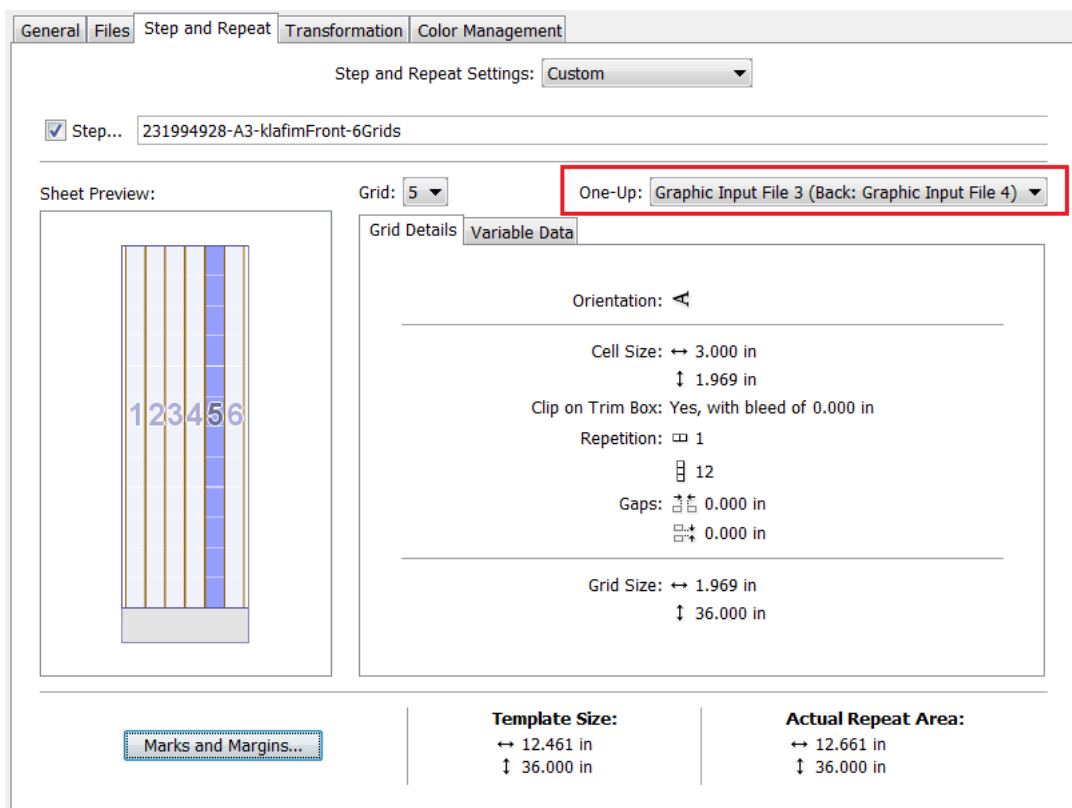 General Files Step and Repeat Transformation Color Management
Step and Repeat Settings: Custom
Step... 231994928-A3-klafimFront-6Grids
Sheet Preview: Grid: 5 One-Up: Graphic Input File 3 (Back: Graphic Input File 4)
Grid Details Variable Data
Orientation: A
Cell Size: ↔ 3.000 in
↕ 1.969 in
123456
Clip on Trim Box: Yes, with bleed of 0.000 in
Repetition: 1
12
Gaps: 0.000 in
0.000 in
Grid Size: ↔ 1.969 in
↕ 36.000 in
Marks and Margins...
Template Size:
↔ 12.461 in
↕ 36.000 in
Actual Repeat Area:
↔ 12.661 in
↕ 36.000 in